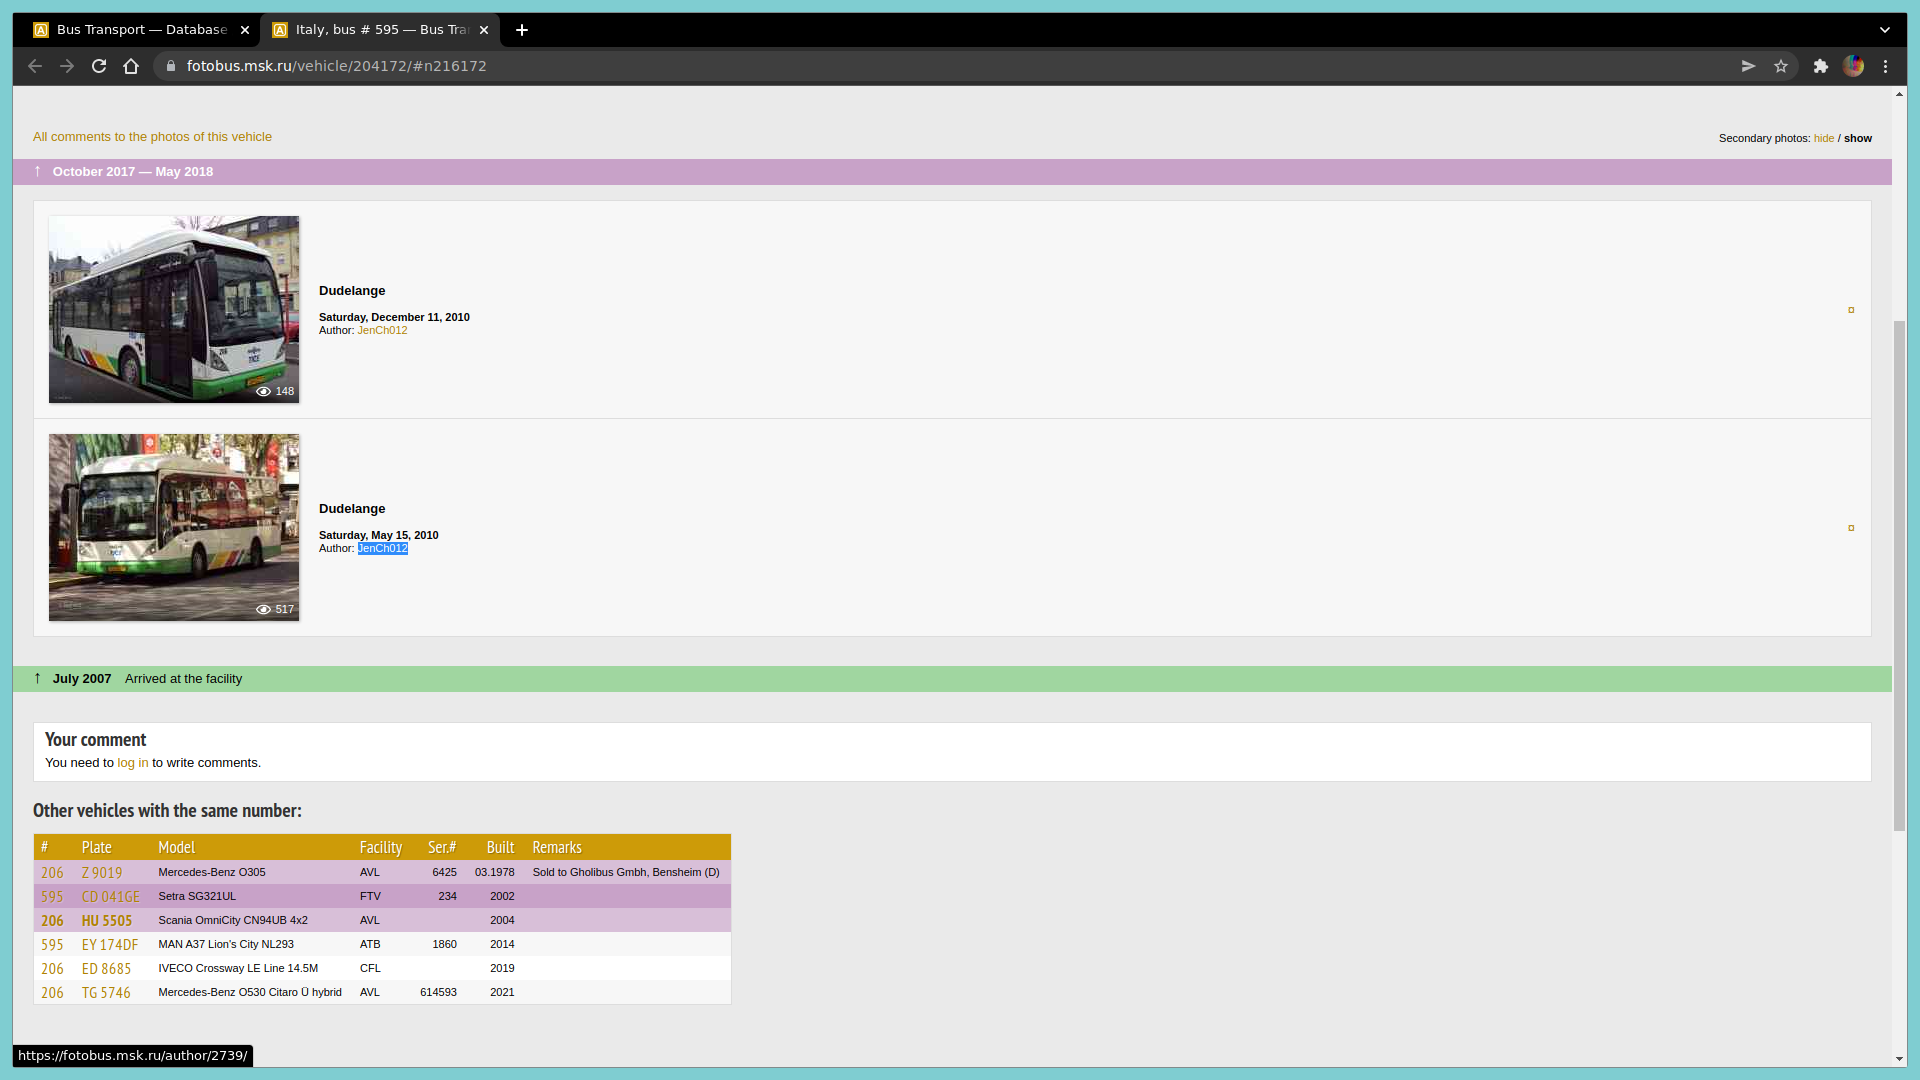 Bus Transport — Database
Italy, bus # 595 — Bus Tra
fotobus.msk.ru/vehicle/204172/#n216172
All comments to the photos of this vehicle
Secondary photos: hide / show
↑ October 2017 — May 2018
206
TICE
148
Dudelange
Saturday, December 11, 2010
Author: JenCh012
¤
517
Dudelange
Saturday, May 15, 2010
Author: JenCh012
¤
↑ July 2007 Arrived at the facility
Your comment
You need to log in to write comments.
Other vehicles with the same number:
# Plate Model Facility Ser.# Built Remarks
206 Z 9019 Mercedes-Benz O305 AVL 6425 03.1978 Sold to Gholibus Gmbh, Bensheim (D)
595 CD 041GE Setra SG321UL FTV 234 2002
206 HU 5505 Scania OmniCity CN94UB 4x2 AVL 2004
595 EY 174DF MAN A37 Lion's City NL293 ATB 1860 2014
206 ED 8685 IVECO Crossway LE Line 14.5M CFL 2019
206 TG 5746 Mercedes-Benz O530 Citaro Ü hybrid AVL 614593 2021
https://fotobus.msk.ru/author/2739/